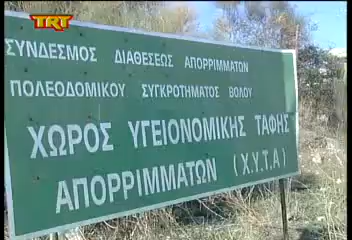 TRT
ΣΥΝΔΕΣΜΟΣ ΔΙΑΘΕΣΕΩΣ ΑΠΟΡΡΙΜΜΑΤΩΝ
ΠΟΛΕΟΔΟΜΙΚΟΥ ΣΥΓΚΡΟΤΗΜΑΤΟΣ ΒΟΛΟΥ
ΧΩΡΟΣ ΥΓΕΙΟΝΟΜΙΚΗΣ ΤΑΦΗΣ
ΑΠΟΡΡΙΜΜΑΤΩΝ (Χ.Υ.Τ.Α)